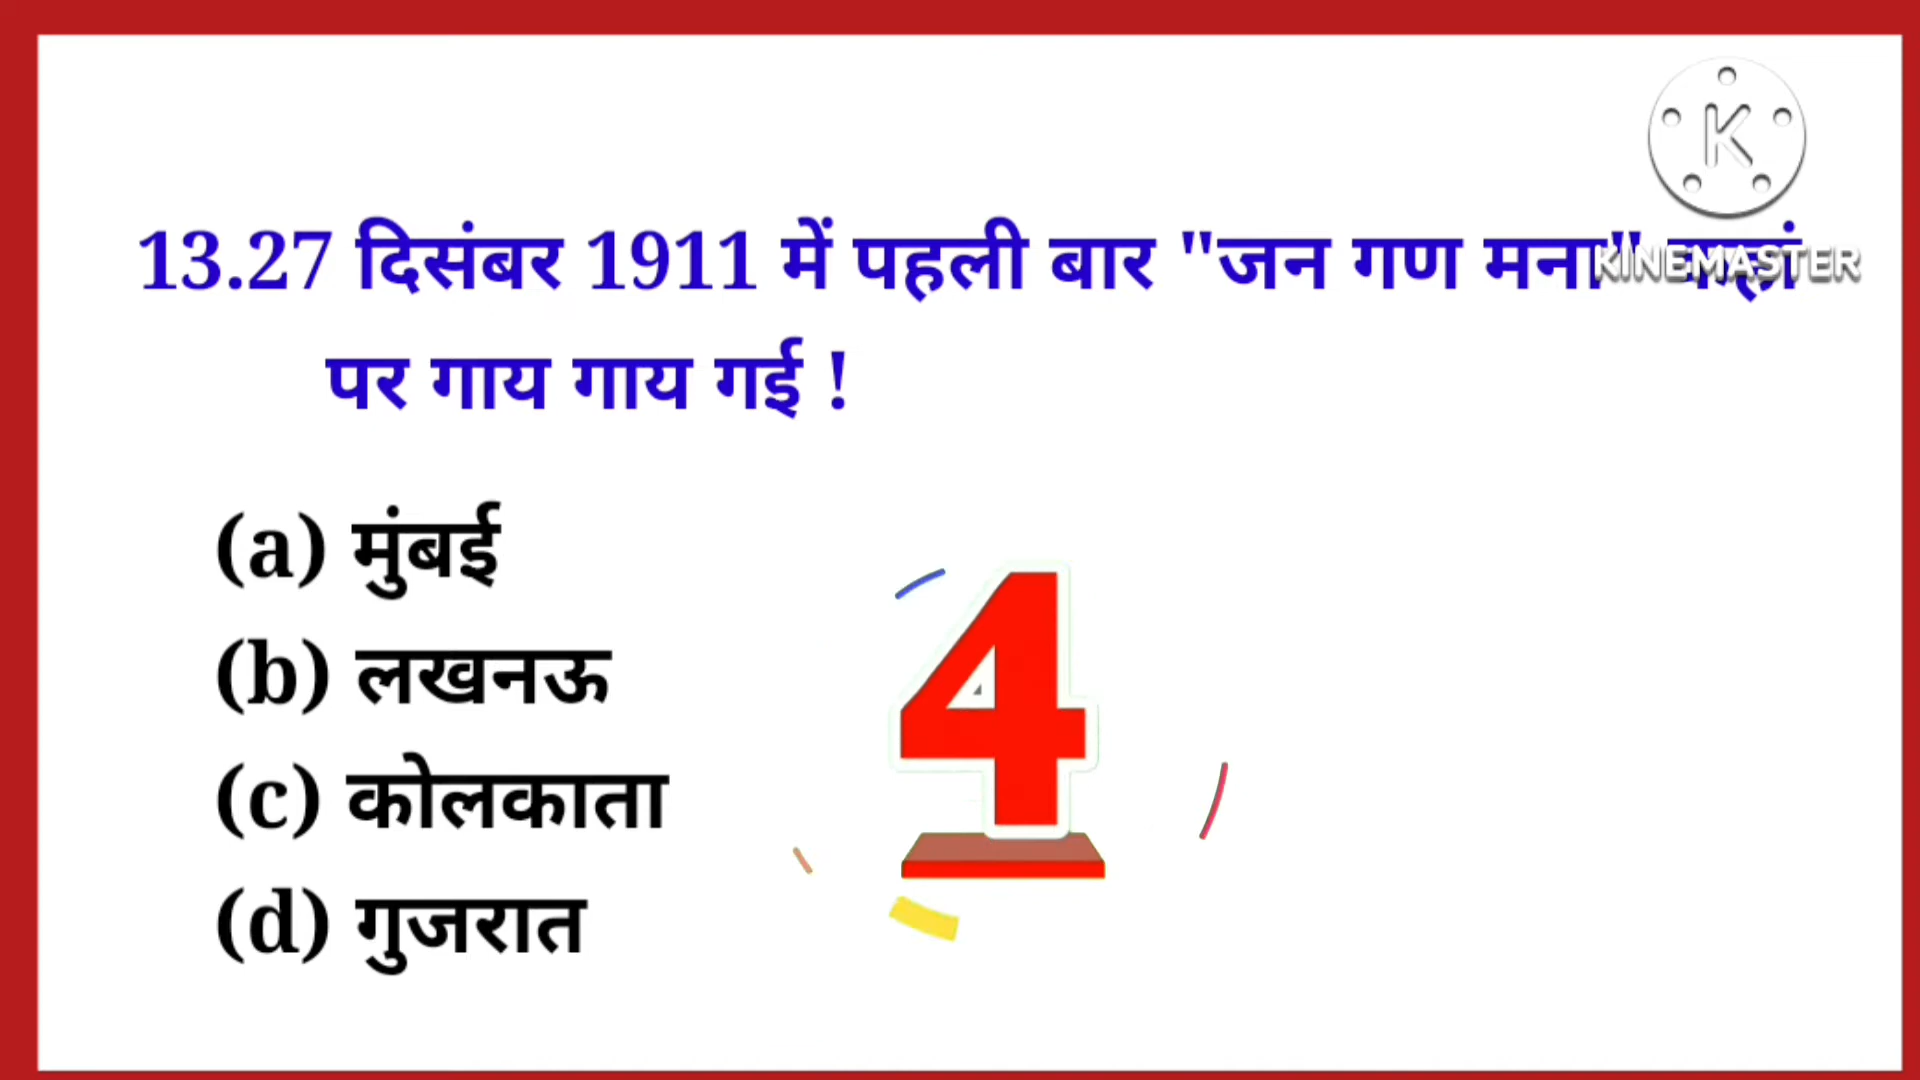 K
KINEMASTER
13.27 दिसंबर 1911 में पहली बार "जन गण मना" कहां
पर गाय गाय गई !
(a) मुंबई
(b) लखनऊ
4
(c) कोलकाता
(d) गुजरात